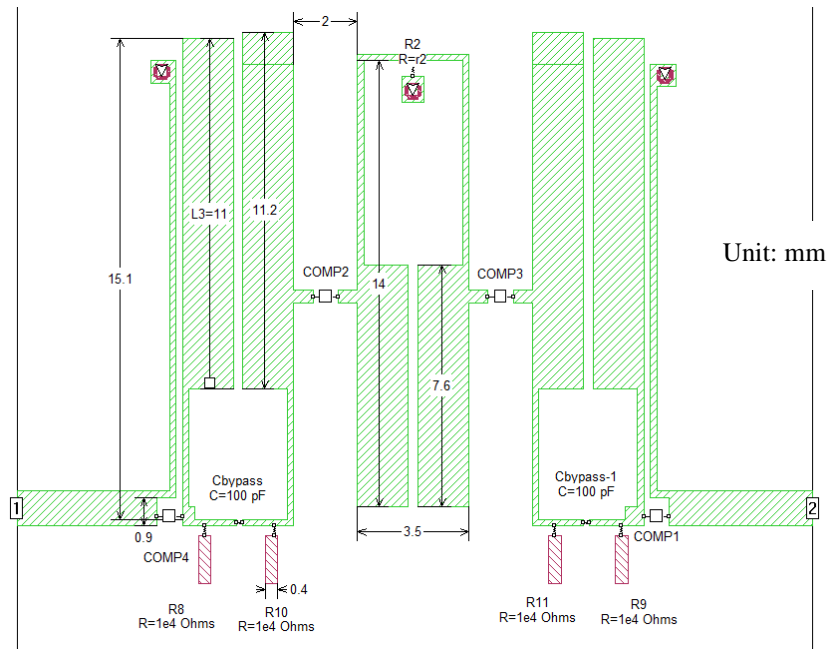 2
R2
R=r2
L3=11
11.2
15.1
COMP2
COMP3
14
Unit: mm
7.6
Cbypass
C=100 pF
Cbypass-1
C=100 pF
1
2
0.9
3.5
COMP4
COMP1
0.4
R8
R=1e4 Ohms
R10
R=1e4 Ohms
R11
R=1e4 Ohms
R9
R=1e4 Ohms